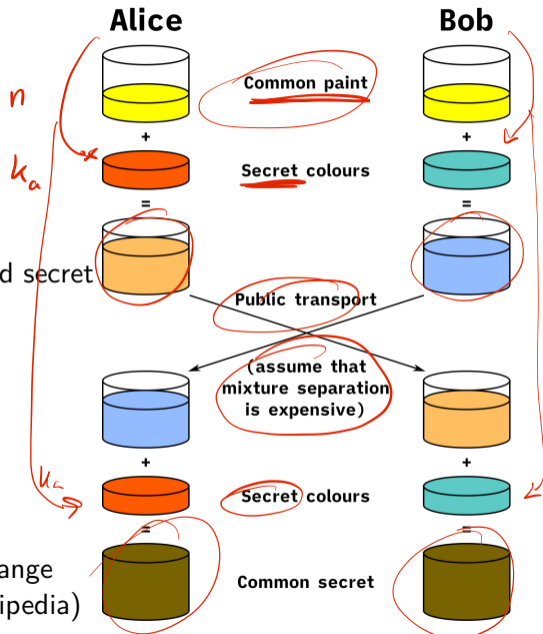 Alice Bob
n
Common paint
+ +
kₐ
Secret colours
= =
d secret
Public transport
(assume that
mixture separation
is expensive)
+ +
kₐ
Secret colours
= =
ange
ipedia)
Common secret